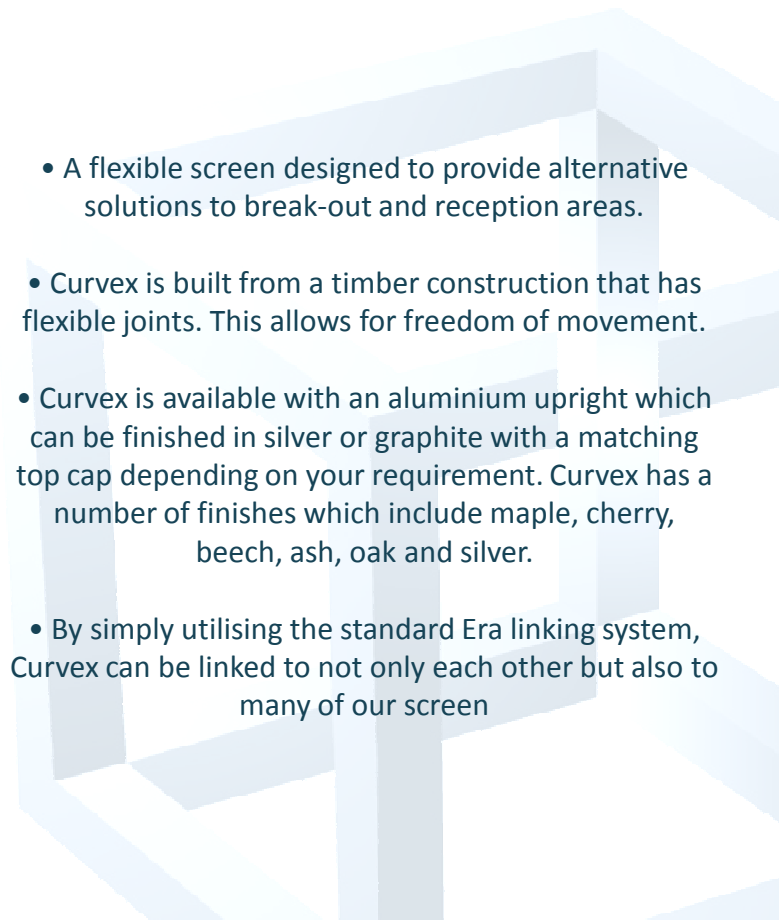 • A flexible screen designed to provide alternative
solutions to break-out and reception areas.
• Curvex is built from a timber construction that has
flexible joints. This allows for freedom of movement.
• Curvex is available with an aluminium upright which
can be finished in silver or graphite with a matching
top cap depending on your requirement. Curvex has a
number of finishes which include maple, cherry,
beech, ash, oak and silver.
• By simply utilising the standard Era linking system,
Curvex can be linked to not only each other but also to
many of our screen